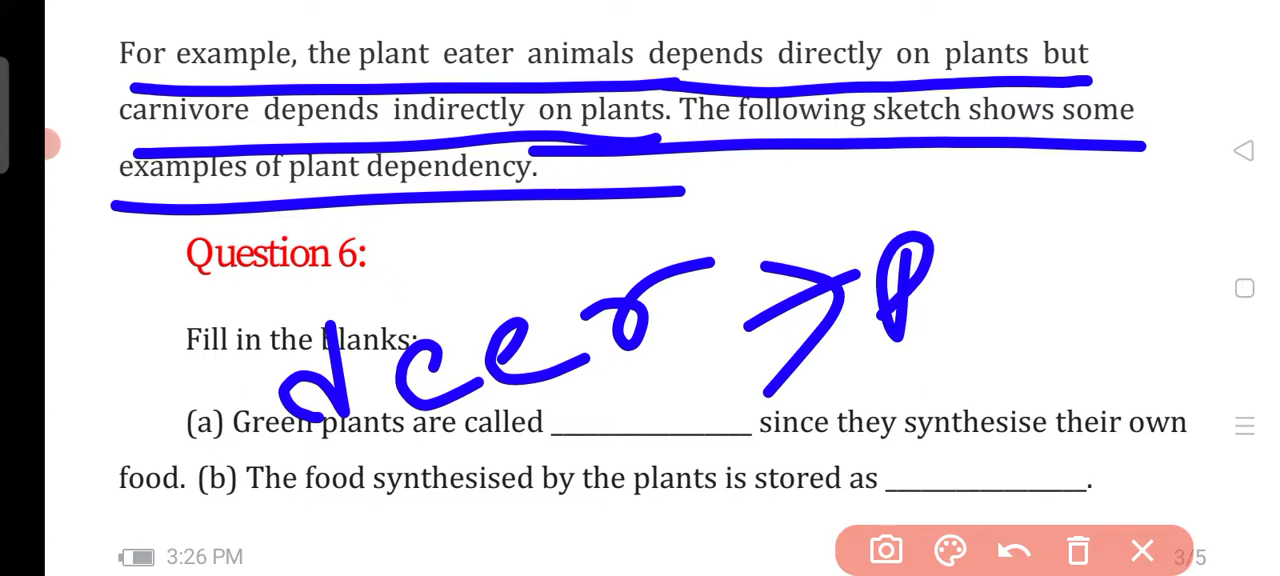 For example, the plant eater animals depends directly on plants but
carnivore depends indirectly on plants. The following sketch shows some
examples of plant dependency.
Question 6:
Fill in the blanks:
(a) Green plants are called _______________ since they synthesise their own
food. (b) The food synthesised by the plants is stored as _______________.
3:26 PM
3/5